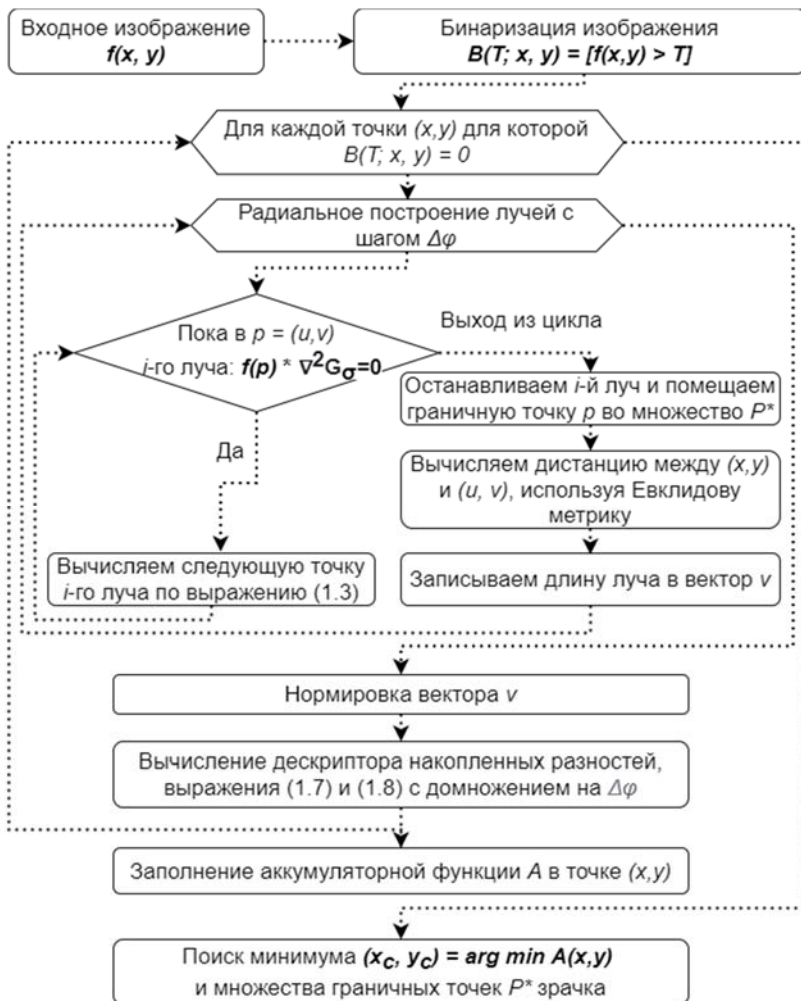 Входное изображение
f(x, y)
Бинаризация изображения
B(T; x, y) = [f(x,y) > T]
Для каждой точки (x,y) для которой
B(T; x, y) = 0
Радиальное построение лучей с
шагом Δφ
Пока в p = (u,v)
i-го луча: f(p) * ∇²Gσ=0
Выход из цикла
Останавливаем i-й луч и помещаем
граничную точку p во множество P*
Да
Вычисляем дистанцию между (x,y)
и (u, v), используя Евклидову
метрику
Вычисляем следующую точку
i-го луча по выражению (1.3)
Записываем длину луча в вектор v
Нормировка вектора v
Вычисление дескриптора накопленных разностей,
выражения (1.7) и (1.8) с домножением на Δφ
Заполнение аккумуляторной функции A в точке (x,y)
Поиск минимума (x_C, y_C) = arg min A(x,y)
и множества граничных точек P* зрачка